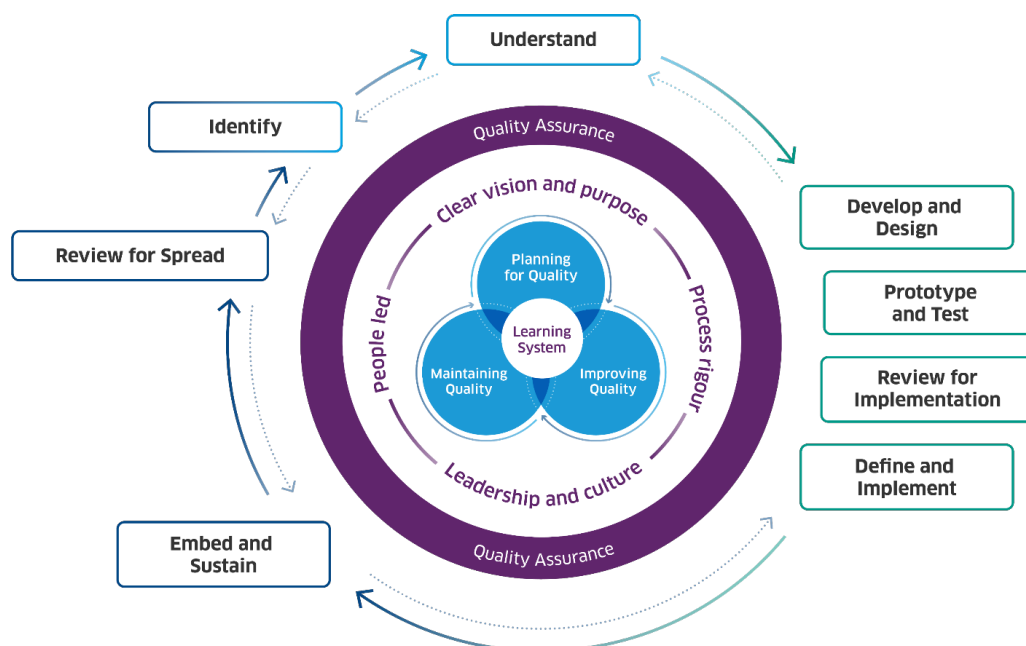 Understand
Identify
Quality Assurance
Clear vision and purpose
Develop and
Design
Review for Spread
Planning
for Quality
Prototype
and Test
People led
Learning
System
Process rigour
Maintaining
Quality
Improving
Quality
Review for
Implementation
Leadership and culture
Define and
Implement
Embed and
Sustain
Quality Assurance